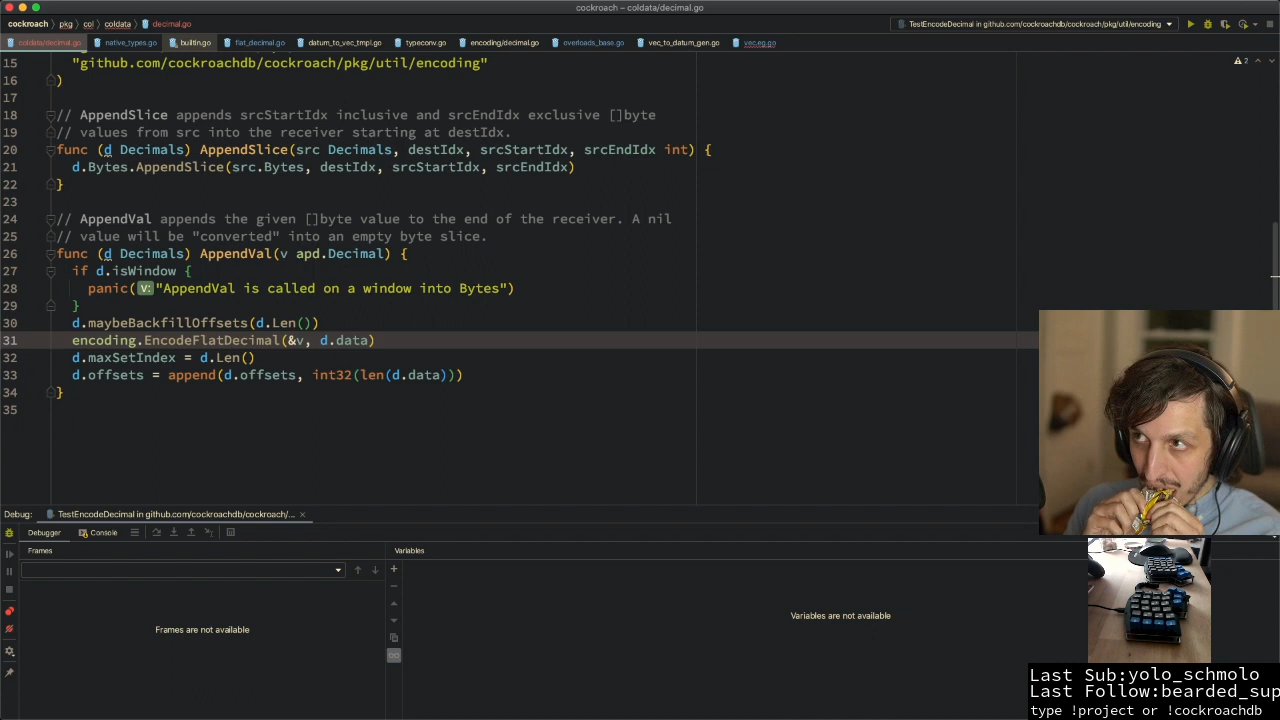 cockroach – coldata/decimal.go
cockroach › pkg › col › coldata › decimal.go
TestEncodeDecimal in github.com/cockroachdb/cockroach/pkg/util/encoding
coldata/decimal.go native_types.go builtin.go flat_decimal.go datum_to_vec_tmpl.go typeconv.go encoding/decimal.go overloads_base.go vec_to_datum_gen.go vec.eg.go
15 "github.com/cockroachdb/cockroach/pkg/util/encoding"
2
16 )
17
18 // AppendSlice appends srcStartIdx inclusive and srcEndIdx exclusive []byte
19 // values from src into the receiver starting at destIdx.
20 func (d Decimals) AppendSlice(src Decimals, destIdx, srcStartIdx, srcEndIdx int) {
21 d.Bytes.AppendSlice(src.Bytes, destIdx, srcStartIdx, srcEndIdx)
22 }
23
24 // AppendVal appends the given []byte value to the end of the receiver. A nil
25 // value will be "converted" into an empty byte slice.
26 func (d Decimals) AppendVal(v apd.Decimal) {
27 if d.isWindow {
28 panic( v: "AppendVal is called on a window into Bytes")
29 }
30 d.maybeBackfillOffsets(d.Len())
31 encoding.EncodeFlatDecimal(&v, d.data)
32 d.maxSetIndex = d.Len()
33 d.offsets = append(d.offsets, int32(len(d.data)))
34 }
35
Debug: TestEncodeDecimal in github.com/cockroachdb/cockroach/...
Debugger Console
Frames Variables
Frames are not available
Variables are not available
Last Sub:yolo_schmolo
Last Follow:bearded_sup
type !project or !cockroachdb